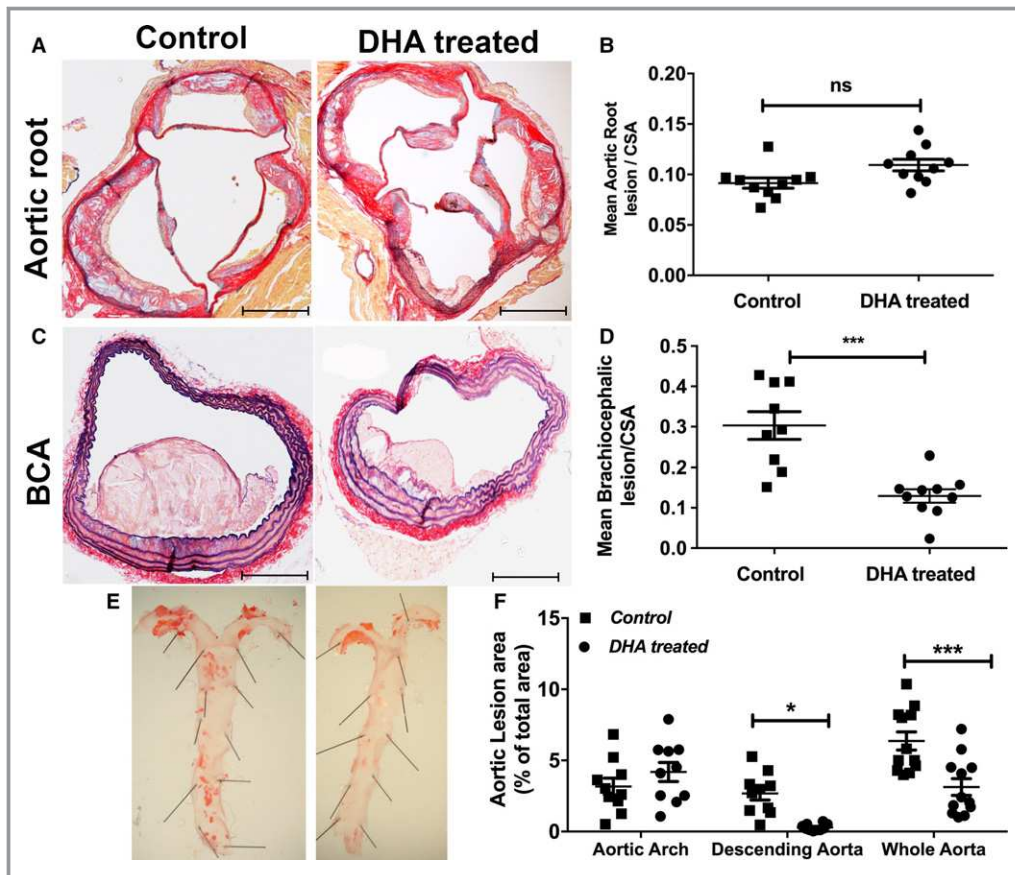 Control
DHA treated
A
Aortic root
B
Mean Aortic Root
lesion / CSA
0.20
0.15
0.10
0.05
0.00
ns
Control
DHA treated
C
BCA
D
Mean Brachiocephalic
lesion/CSA
0.5
0.4
0.3
0.2
0.1
0.0
***
Control
DHA treated
E
F
Aortic Lesion area
(% of total area)
15
10
5
0
Control
DHA treated
*
***
Aortic Arch
Descending Aorta
Whole Aorta